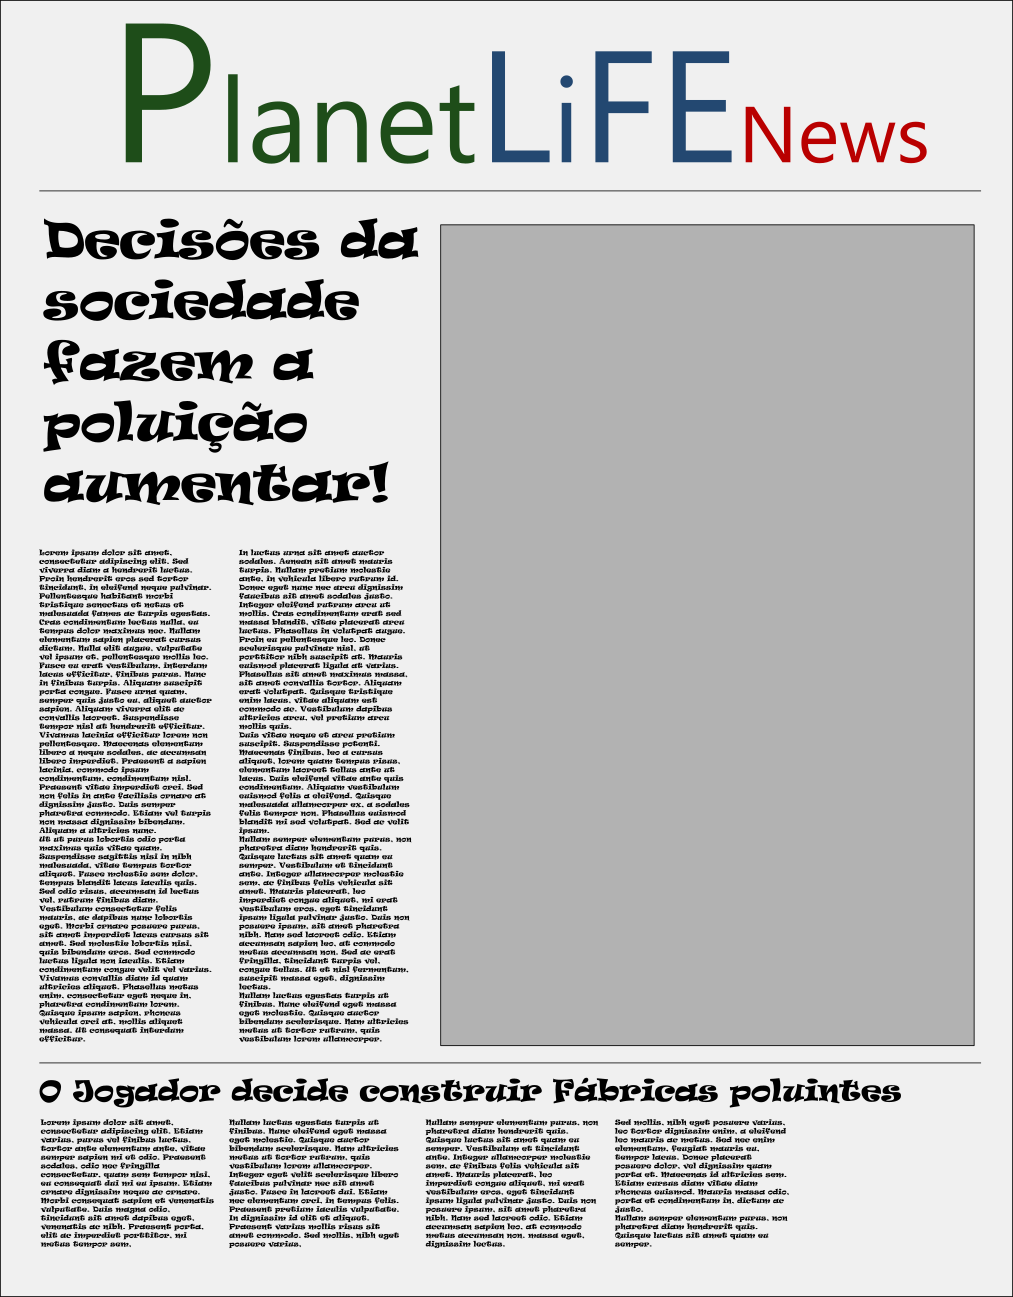 PlanetLiFE News
Decisões da
sociedade
fazem a
poluição
aumentar!
Lorem ipsum dolor sit amet,
consectetur adipiscing elit. Sed
viverra diam a hendrerit luctus.
Proin hendrerit eros sed tortor
tincidunt, in eleifend neque pulvinar.
Pellentesque habitant morbi
tristique senectus et netus et
malesuada fames ac turpis egestas.
Cras condimentum lectus nulla, eu
tempus dolor maximus nec. Nullam
elementum sapien placerat cursus
dictum. Nulla elit augue, vulputate
vel ipsum et, pellentesque mollis leo.
Fusce eu erat vestibulum, interdum
lacus efficitur, finibus purus. Nunc
in finibus turpis. Aliquam suscipit
porta congue. Fusce urna quam,
semper quis justo eu, aliquet auctor
sapien. Aliquam viverra elit ac
convallis laoreet. Suspendisse
tempor nisl at hendrerit efficitur.
Vivamus lacinia efficitur lorem non
pellentesque. Maecenas elementum
libero a neque sodales, ac accumsan
libero imperdiet. Praesent a sapien
lacinia, commodo ipsum
condimentum, condimentum nisl.
Praesent vitae imperdiet orci. Sed
non felis in ante facilisis ornare at
dignissim justo. Duis semper
pharetra commodo. Etiam vel turpis
non massa dignissim bibendum.
Aliquam a ultricies nunc.
Ut ut purus lobortis odio porta
maximus quis vitae quam.
Suspendisse sagittis nisi in nibh
malesuada, vitae tempus tortor
aliquet. Fusce molestie sem dolor,
tempus blandit lacus iaculis quis.
Sed odio risus, accumsan id lectus
vel, rutrum finibus diam.
Vestibulum consectetur felis
mauris, ac dapibus nunc lobortis
eget. Morbi ornare posuere purus,
sit amet imperdiet lacus cursus sit
amet. Sed molestie lobortis nisi,
quis bibendum eros. Sed commodo
luctus ligula non iaculis. Etiam
condimentum congue velit vel varius.
Vivamus convallis diam id quam
ultricies aliquet. Phasellus metus
enim, consectetur eget neque in,
pharetra condimentum lorem.
Quisque ipsum sapien, rhoncus
vehicula orci at, mollis aliquet
massa. Ut consequat interdum
efficitur.
In luctus urna sit amet auctor
sodales. Aenean sit amet mauris
turpis. Nullam pretium molestie
ante, in vehicula libero rutrum id.
Donec eget nunc nec arcu dignissim
faucibus sit amet sodales justo.
Integer eleifend rutrum arcu ut
mollis. Cras condimentum erat sed
massa blandit, vitae placerat arcu
luctus. Phasellus in volutpat augue.
Proin eu pellentesque leo. Donec
scelerisque pulvinar nisl, ut
porttitor nibh suscipit at. Mauris
euismod placerat ligula at varius.
Phasellus sit amet maximus massa,
sit amet convallis tortor. Aliquam
erat volutpat. Quisque tristique
enim lacus, vitae aliquam est
commodo ac. Vestibulum dapibus
ultricies arcu, vel pretium arcu
mollis quis.
Duis vitae neque et arcu pretium
suscipit. Suspendisse potenti.
Maecenas finibus, leo a cursus
aliquet, lorem quam tempus risus,
elementum laoreet tellus ante ut
lacus. Duis eleifend vitae ante quis
condimentum. Aliquam vestibulum
euismod felis a eleifend. Quisque
malesuada ullamcorper ex, a sodales
felis tempor non. Phasellus euismod
blandit mi sed volutpat. Sed ac velit
ipsum.
Nullam semper elementum purus, non
pharetra diam hendrerit quis.
Quisque luctus sit amet quam eu
semper. Vestibulum et tincidunt
ante. Integer ullamcorper molestie
sem, ac finibus felis vehicula sit
amet. Mauris placerat, leo
imperdiet congue aliquet, mi erat
vestibulum eros, eget tincidunt
ipsum ligula pulvinar justo. Duis non
posuere ipsum, sit amet pharetra
nibh. Nam sed laoreet odio. Etiam
accumsan sapien leo, at commodo
metus accumsan non. Sed ac erat
fringilla, tincidunt turpis vel,
congue tellus. Ut et nisl fermentum,
suscipit massa eget, dignissim
lectus.
Nullam luctus egestas turpis ut
finibus. Nunc eleifend eget massa
eget molestie. Quisque auctor
bibendum scelerisque. Nam ultricies
metus ut tortor rutrum, quis
vestibulum lorem ullamcorper.
O Jogador decide construir Fábricas poluintes
Lorem ipsum dolor sit amet,
consectetur adipiscing elit. Etiam
varius, purus vel finibus luctus,
tortor ante elementum ante, vitae
semper sapien mi et odio. Praesent
sodales, odio nec fringilla
consectetur, quam sem tempor nisi,
eu consequat dui mi eu ipsum. Etiam
ornare dignissim neque ac ornare.
Morbi consequat sapien et venenatis
vulputate. Duis magna odio,
tincidunt sit amet dapibus eget,
venenatis ac nibh. Praesent porta,
elit ac imperdiet porttitor, mi
metus tempor sem,
Nullam luctus egestas turpis ut
finibus. Nunc eleifend eget massa
eget molestie. Quisque auctor
bibendum scelerisque. Nam ultricies
metus ut tortor rutrum, quis
vestibulum lorem ullamcorper.
Integer eget velit scelerisque libero
faucibus pulvinar nec sit amet
justo. Fusce in laoreet dui. Etiam
nec elementum orci, in tempus felis.
Praesent pretium iaculis vulputate.
In dignissim id elit et aliquet.
Praesent varius mollis risus sit
amet commodo. Sed mollis, nibh eget
posuere varius,
Nullam semper elementum purus, non
pharetra diam hendrerit quis.
Quisque luctus sit amet quam eu
semper. Vestibulum et tincidunt
ante. Integer ullamcorper molestie
sem, ac finibus felis vehicula sit
amet. Mauris placerat, leo
imperdiet congue aliquet, mi erat
vestibulum eros, eget tincidunt
ipsum ligula pulvinar justo. Duis non
posuere ipsum, sit amet pharetra
nibh. Nam sed laoreet odio. Etiam
accumsan sapien leo, at commodo
metus accumsan non. massa eget,
dignissim lectus.
Sed mollis, nibh eget posuere varius,
leo tortor dignissim enim, a eleifend
leo mauris ac metus. Sed nec enim
elementum, feugiat mauris eu,
tempor lacus. Donec placerat
posuere dolor, vel dignissim quam
porta et. Maecenas id ultricies sem.
Etiam cursus diam vitae diam
rhoncus euismod. Mauris massa odio,
porta et condimentum in, dictum ac
justo.
Nullam semper elementum purus, non
pharetra diam hendrerit quis.
Quisque luctus sit amet quam eu
semper.